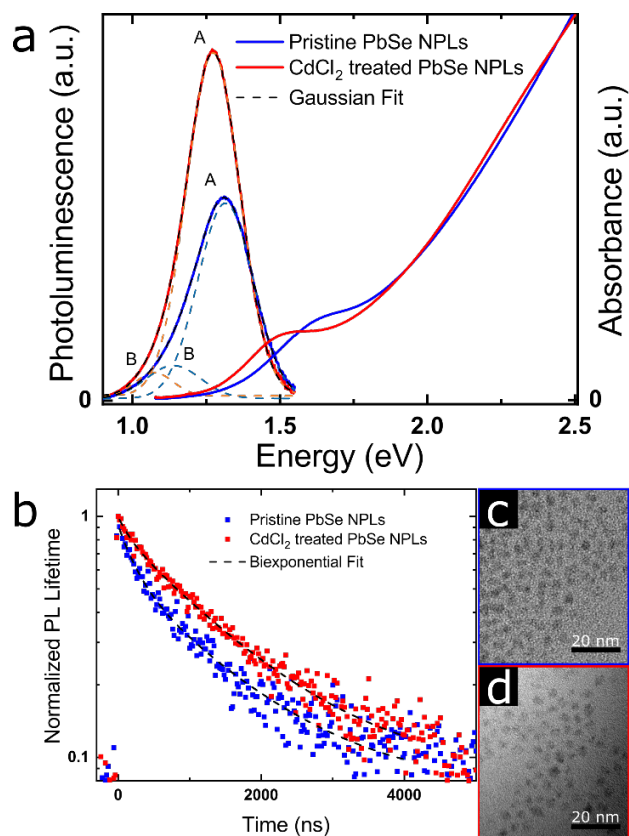 a
A
A
B
B
Pristine PbSe NPLs
CdCl₂ treated PbSe NPLs
Gaussian Fit
Photoluminescence (a.u.)
Absorbance (a.u.)
0
0
1.0
1.5
2.0
2.5
Energy (eV)
b
Pristine PbSe NPLs
CdCl₂ treated PbSe NPLs
Biexponential Fit
Normalized PL Lifetime
1
0.1
0
2000
4000
Time (ns)
c
20 nm
d
20 nm